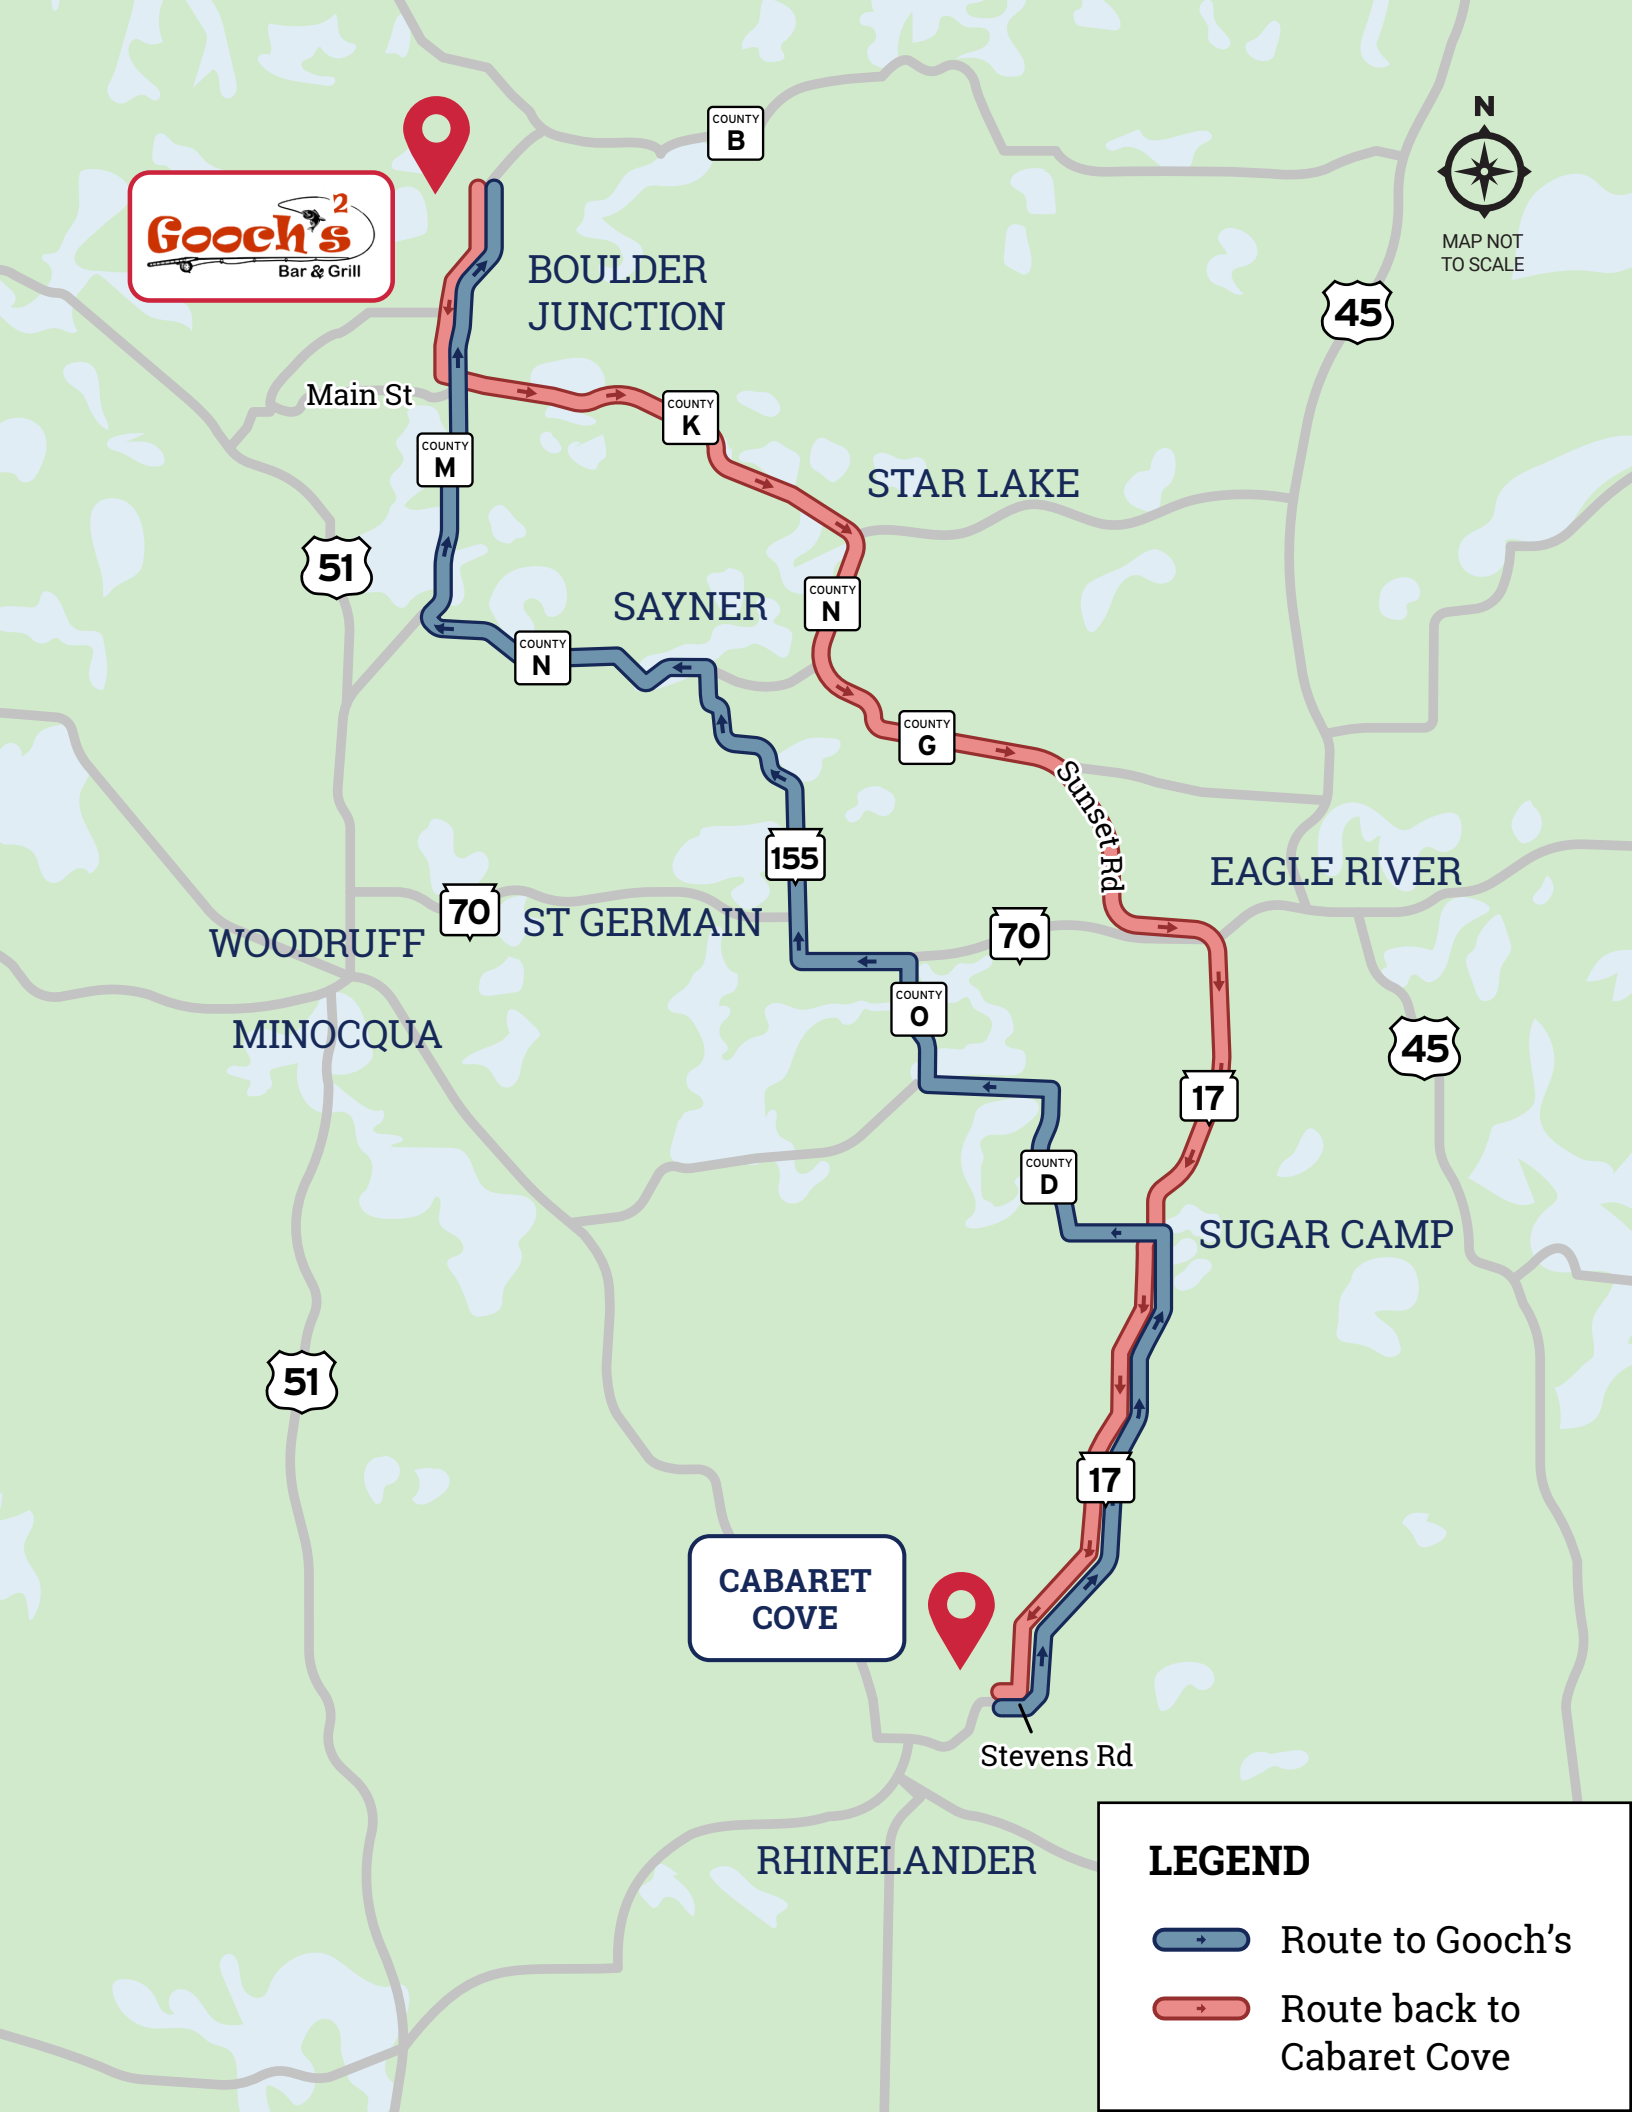 COUNTY
B
N
MAP NOT
TO SCALE
2
Gooch's
Bar & Grill
BOULDER
JUNCTION
45
Main St
COUNTY
K
COUNTY
M
STAR LAKE
51
SAYNER
COUNTY
N
COUNTY
N
COUNTY
G
Sunset Rd
155
EAGLE RIVER
70
ST GERMAIN
70
WOODRUFF
COUNTY
O
MINOCQUA
45
17
COUNTY
D
SUGAR CAMP
51
17
CABARET
COVE
Stevens Rd
RHINELANDER
LEGEND
Route to Gooch’s
Route back to
Cabaret Cove